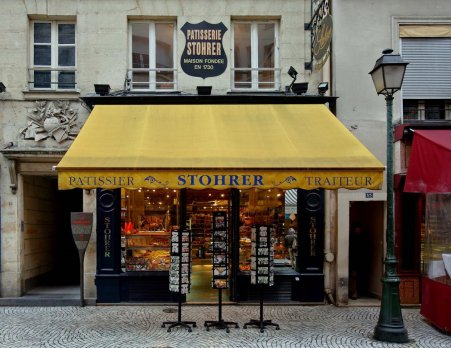 PATISSERIE
STOHRER
MAISON FONDÉE
EN 1730
PATISSIER STOHRER TRAITEUR
STOHRER
STOHRER